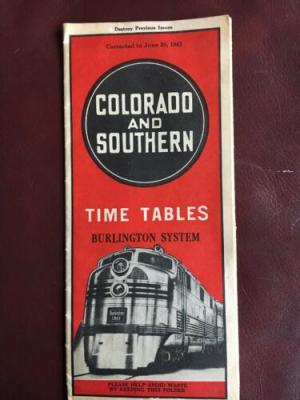 Destroy Previous Issues
Corrected to June 20, 1943
COLORADO
AND
SOUTHERN
TIME TABLES
BURLINGTON SYSTEM
Burlington
PLEASE HELP AVOID WASTE
BY KEEPING THIS FOLDER